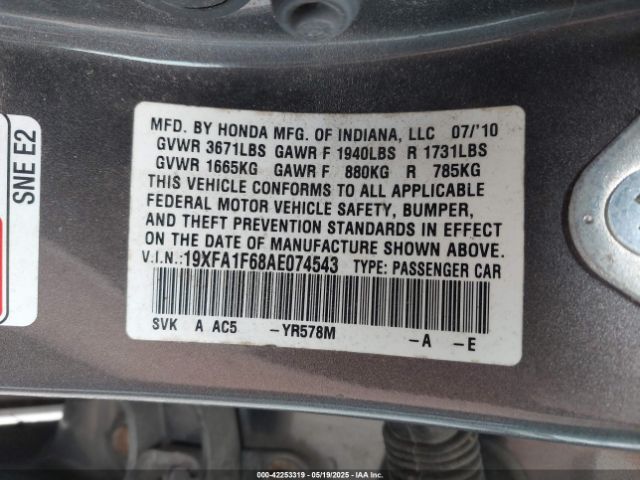 MFD. BY HONDA MFG. OF INDIANA, LLC 07/'10
GVWR 3671LBS GAWR F 1940LBS R 1731LBS
GVWR 1665KG GAWR F 880KG R 785KG
THIS VEHICLE CONFORMS TO ALL APPLICABLE
FEDERAL MOTOR VEHICLE SAFETY, BUMPER,
AND THEFT PREVENTION STANDARDS IN EFFECT
ON THE DATE OF MANUFACTURE SHOWN ABOVE.
V.I.N.: 19XFA1F68AE074543 TYPE: PASSENGER CAR
SVK A AC5 -YR578M -A -E
SNE E2
000-42253319 - 05/19/2025 - IAAI.COM